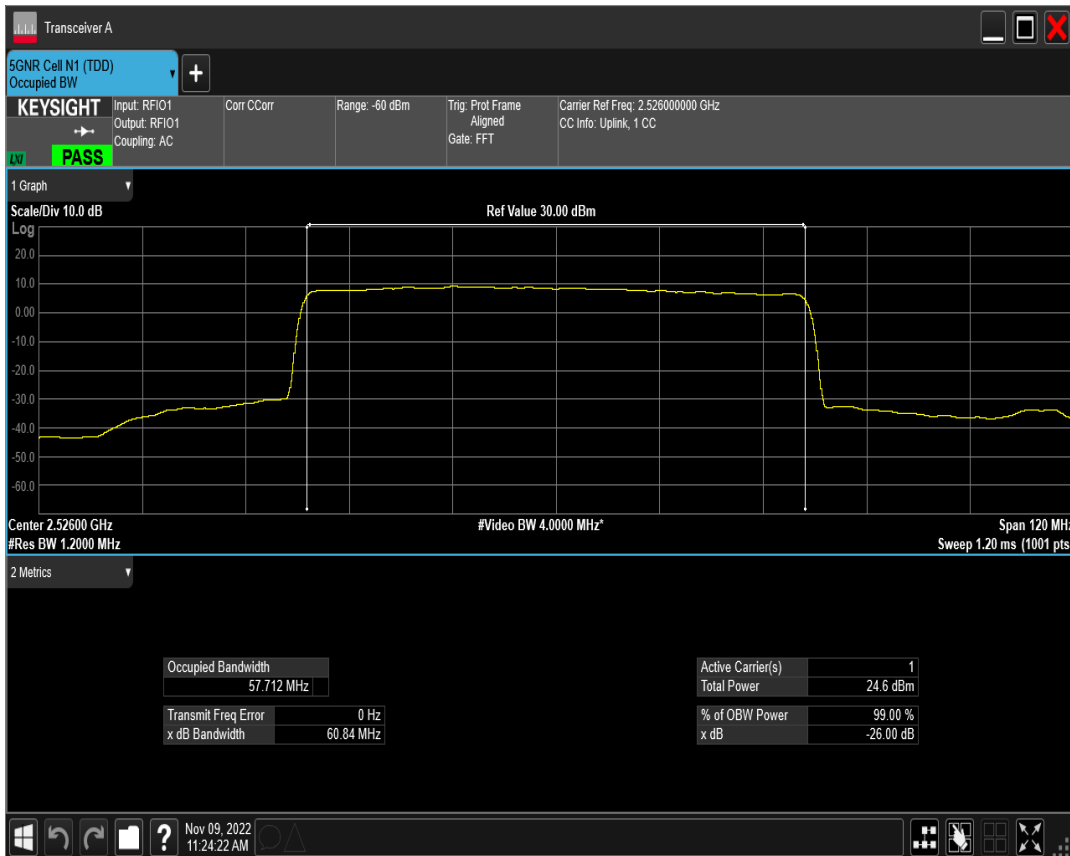 Transceiver A
5GNR Cell N1 (TDD)
Occupied BW
+
KEYSIGHT
LXI
PASS
Input: RFIO1
Output: RFIO1
Coupling: AC
Corr CCorr
Range: -60 dBm
Trig: Prot Frame
Aligned
Gate: FFT
Carrier Ref Freq: 2.526000000 GHz
CC Info: Uplink, 1 CC
1 Graph
Scale/Div 10.0 dB
Ref Value 30.00 dBm
Log
20.0
10.0
0.00
-10.0
-20.0
-30.0
-40.0
-50.0
-60.0
Center 2.52600 GHz
#Video BW 4.0000 MHz*
Span 120 MHz
#Res BW 1.2000 MHz
Sweep 1.20 ms (1001 pts
2 Metrics
Occupied Bandwidth
57.712 MHz
Transmit Freq Error 0 Hz
x dB Bandwidth 60.84 MHz
Active Carrier(s) 1
Total Power 24.6 dBm
% of OBW Power 99.00 %
x dB -26.00 dB
?
Nov 09, 2022
11:24:22 AM